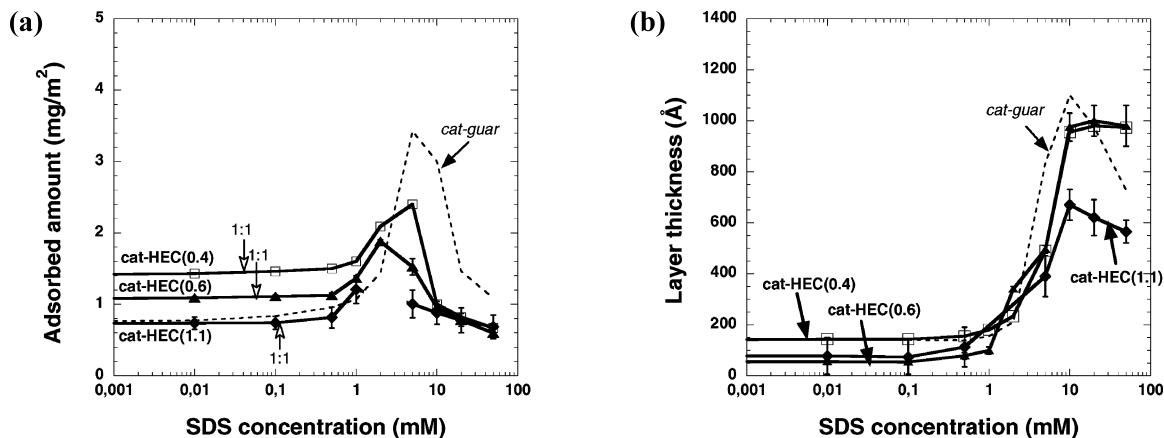 (a)
Adsorbed amount (mg/m²)
5
4
3
2
1
0
cat-guar
1:1
1:1
cat-HEC(0.4)
cat-HEC(0.6)
cat-HEC(1.1)
1:1
0,001 0,01 0,1 1 10 100
SDS concentration (mM)
(b)
Layer thickness (Å)
1400
1200
1000
800
600
400
200
0
cat-guar
cat-HEC(1.1)
cat-HEC(0.4)
cat-HEC(0.6)
0,001 0,01 0,1 1 10 100
SDS concentration (mM)